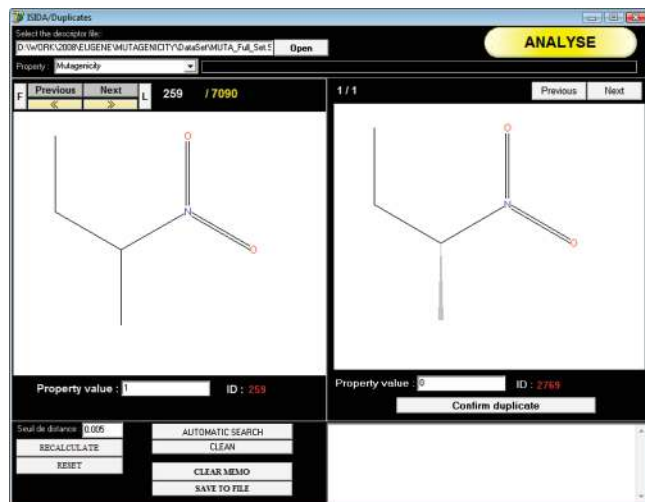 ISIDA/Duplicates
Select the descriptor file:
D:\WORK\2008\EUGENE\MUTAGENICITY\DataSet\MUTA_Full_Set.S
Open
ANALYSE
Property : Mutagenicity
F
Previous Next
L
259 / 7090
1 / 1
Previous Next
O
N
O
O
N
O
Property value : 1
ID : 259
Property value : 0
ID : 2769
Confirm duplicate
Seuil de distance 0.005
RECALCULATE
RESET
AUTOMATIC SEARCH
CLEAN
CLEAR MEMO
SAVE TO FILE